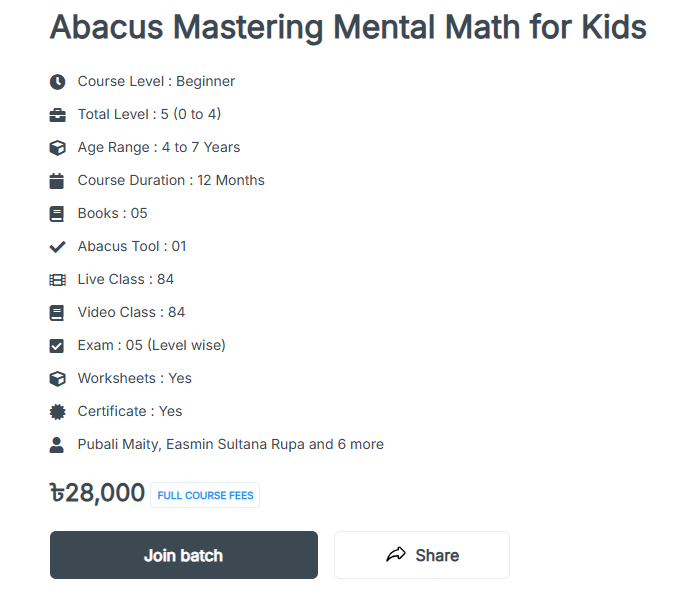 Abacus Mastering Mental Math for Kids
Course Level : Beginner
Total Level : 5 (0 to 4)
Age Range : 4 to 7 Years
Course Duration : 12 Months
Books : 05
Abacus Tool : 01
Live Class : 84
Video Class : 84
Exam : 05 (Level wise)
Worksheets : Yes
Certificate : Yes
Pubali Maity, Easmin Sultana Rupa and 6 more
৳28,000 FULL COURSE FEES
Join batch Share